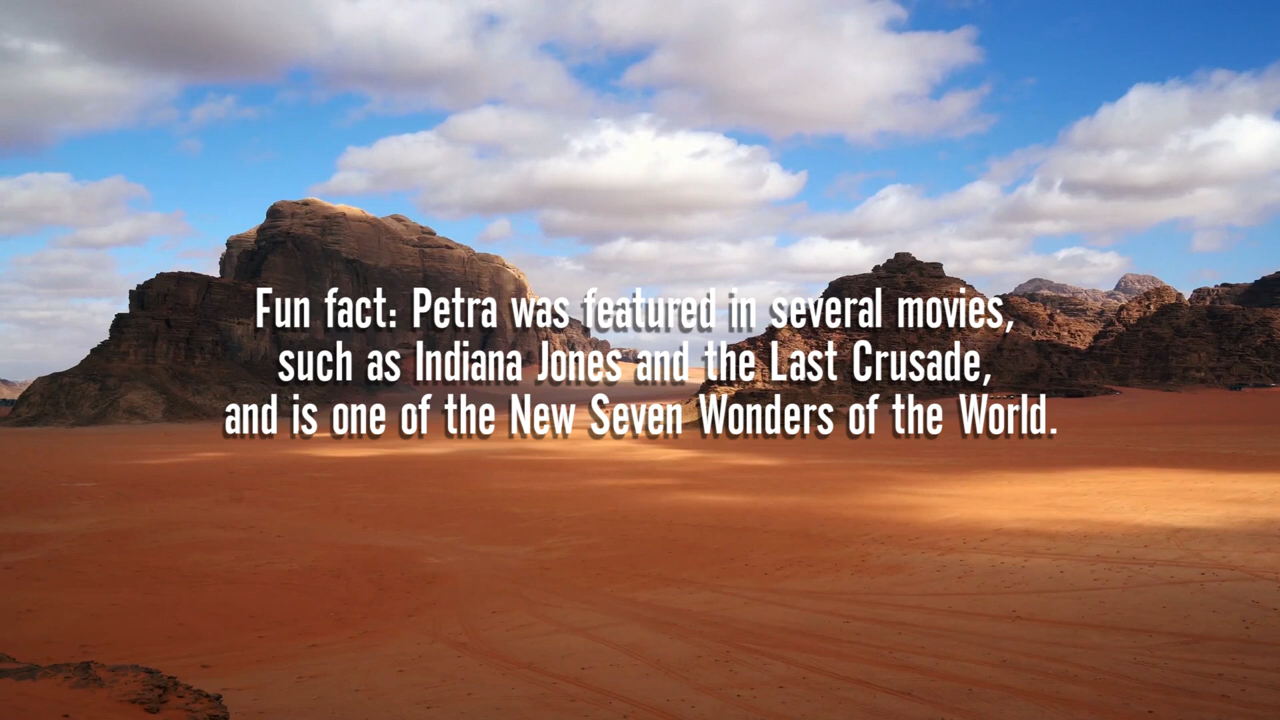 Fun fact: Petra was featured in several movies,
such as Indiana Jones and the Last Crusade,
and is one of the New Seven Wonders of the World.